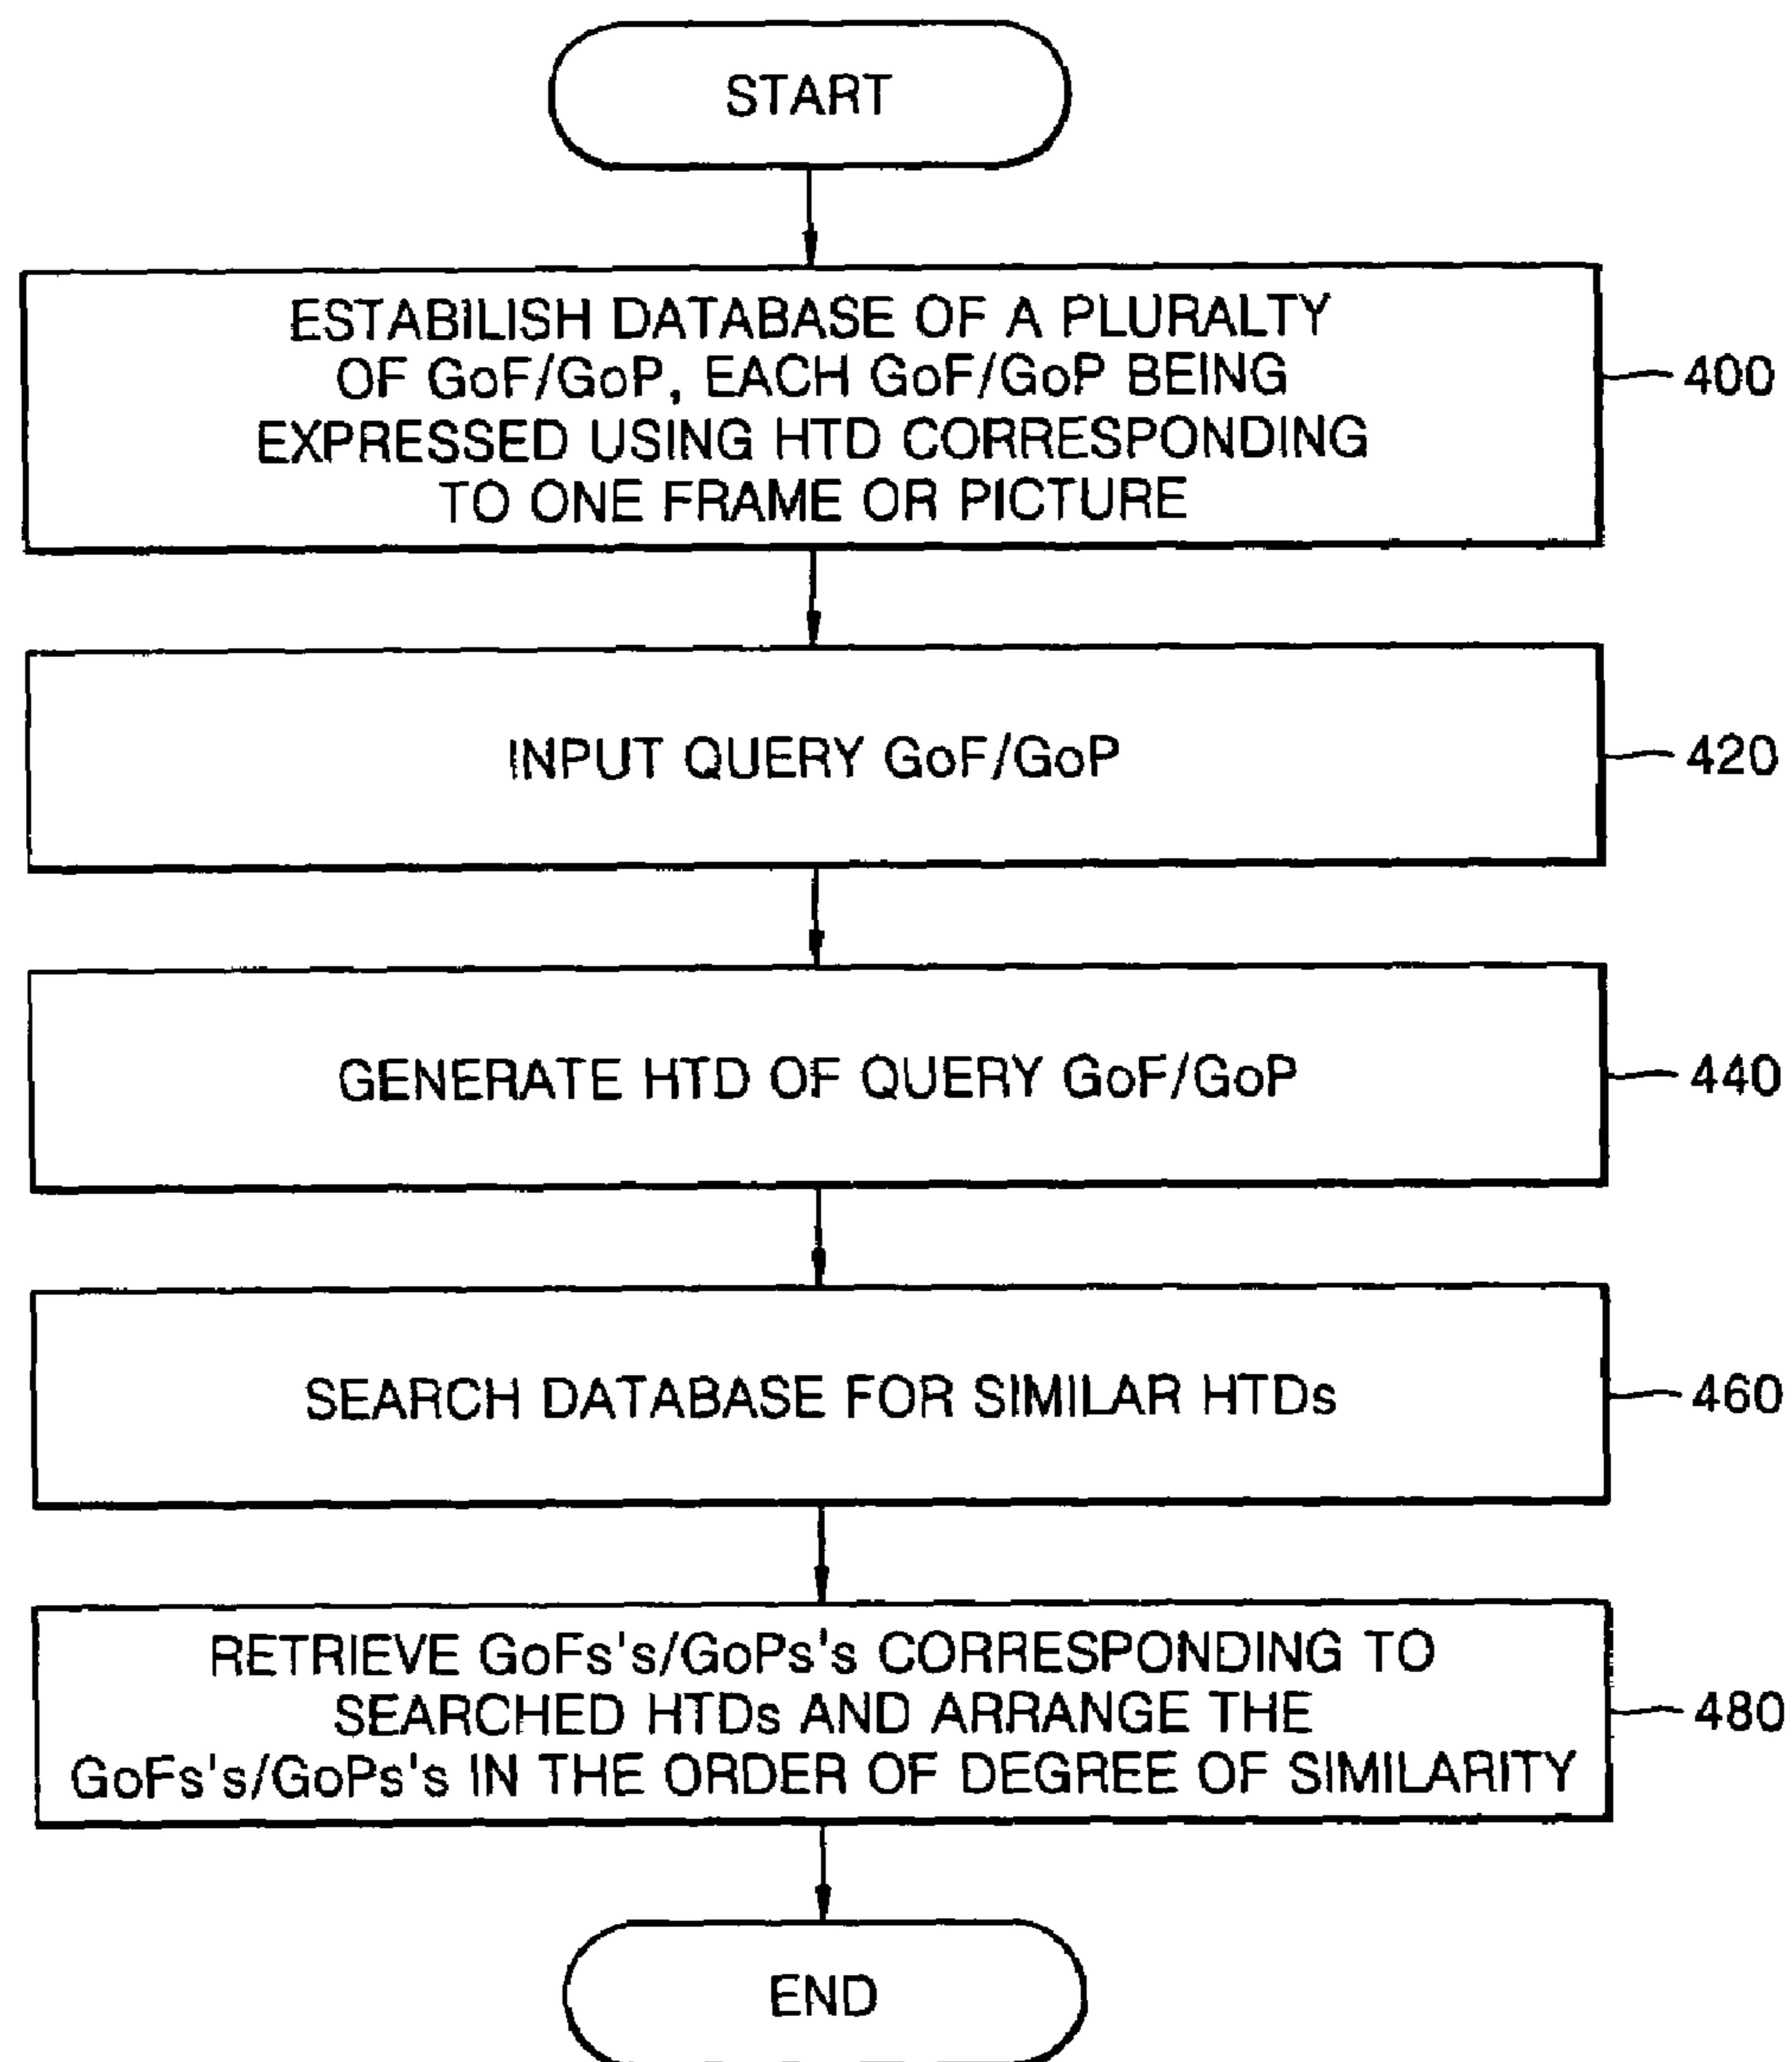 START
ESTABILISH DATABASE OF A PLURALTY
OF GoF/GoP, EACH GoF/GoP BEING
EXPRESSED USING HTD CORRESPONDING
TO ONE FRAME OR PICTURE
400
INPUT QUERY GoF/GoP
420
GENERATE HTD OF QUERY GoF/GoP
440
SEARCH DATABASE FOR SIMILAR HTDs
460
RETRIEVE GoFs's/GoPs's CORRESPONDING TO
SEARCHED HTDs AND ARRANGE THE
GoFs's/GoPs's IN THE ORDER OF DEGREE OF SIMILARITY
480
END